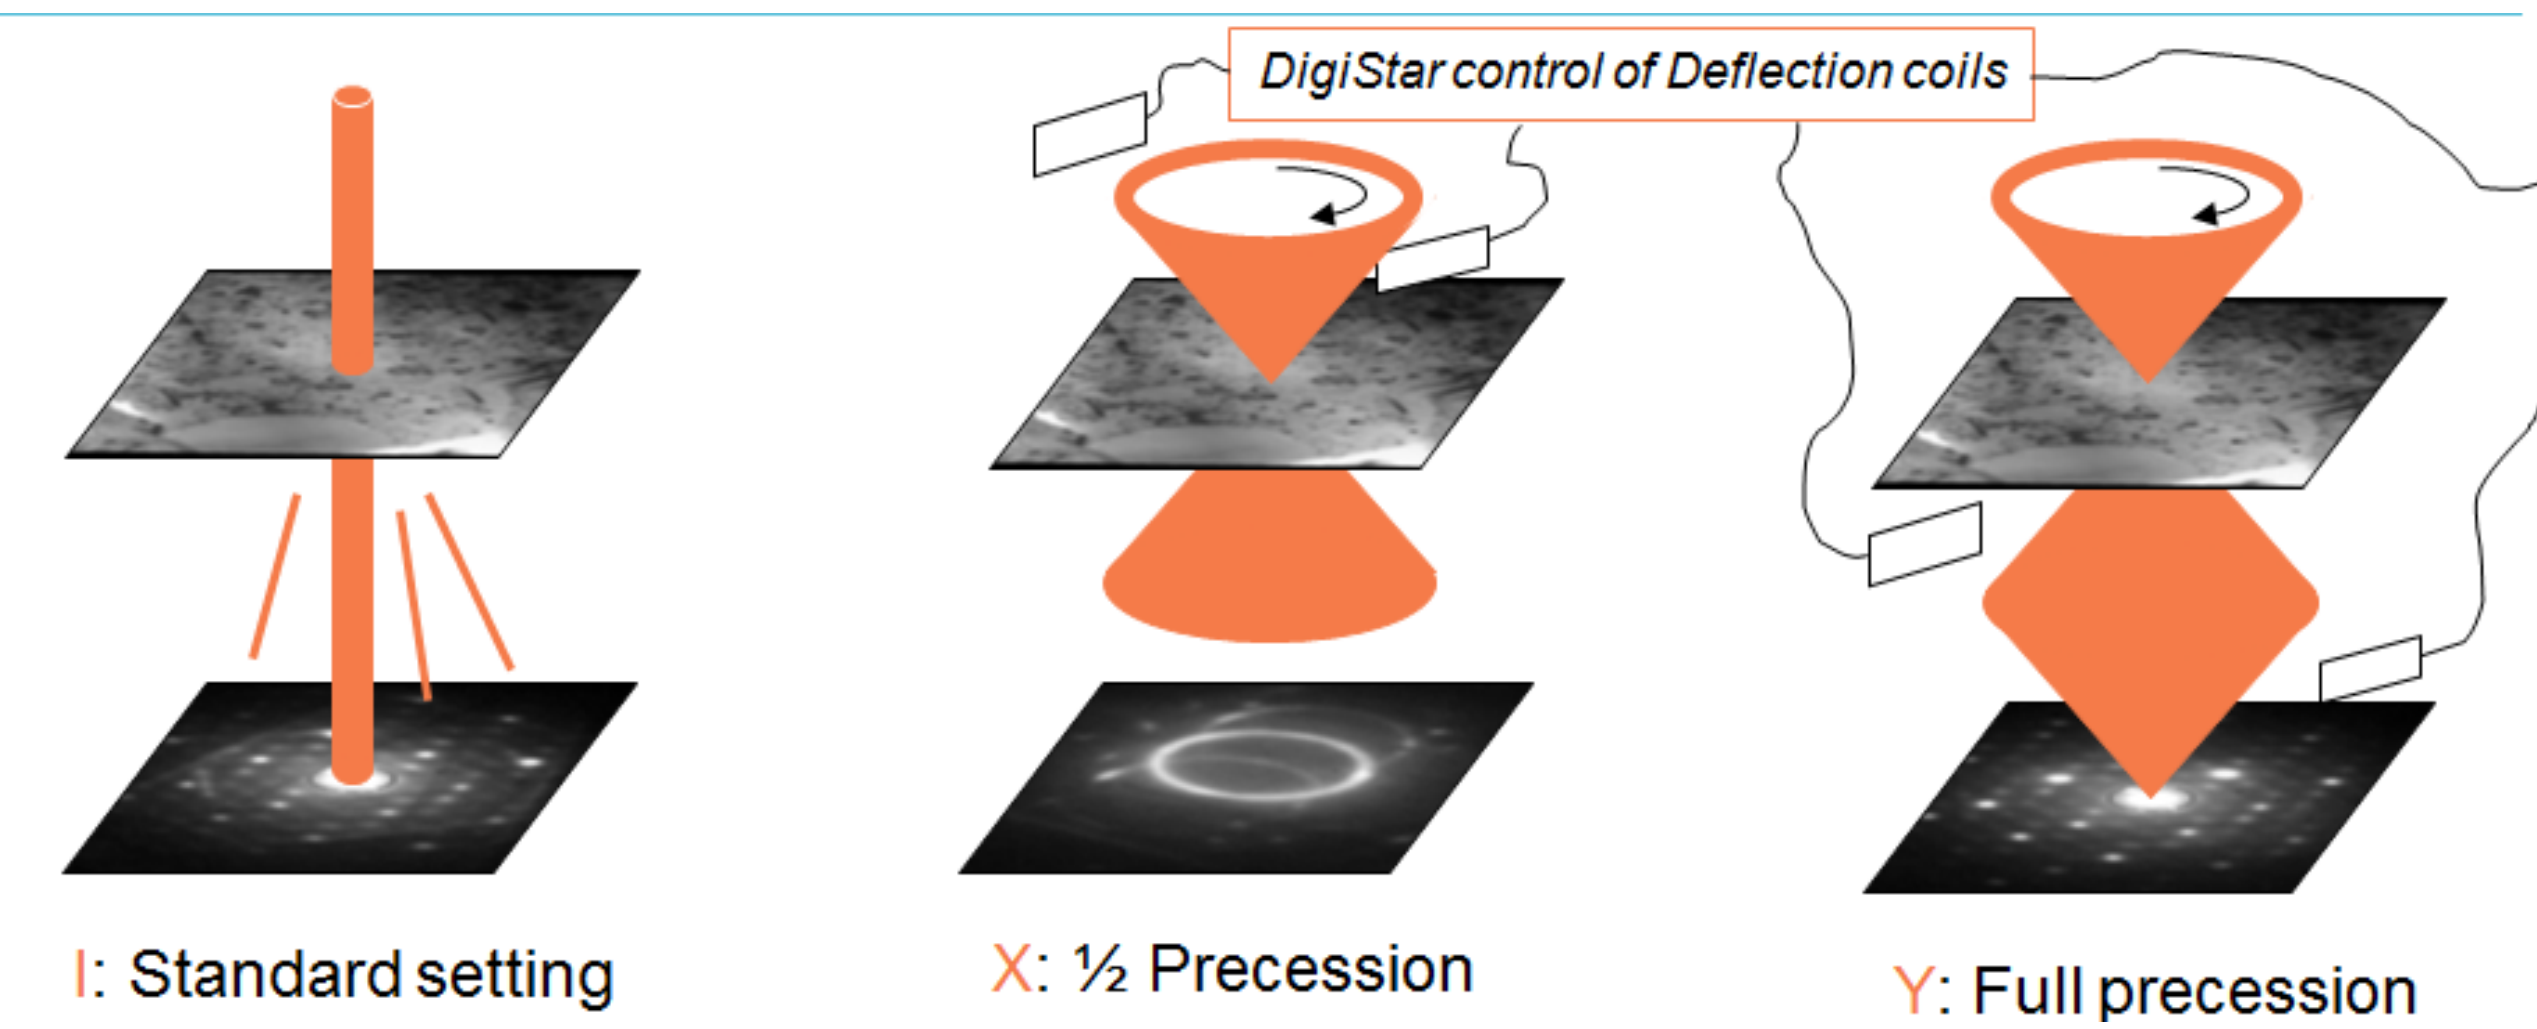 DigiStar control of Deflection coils
I: Standard setting
X: ½ Precession
Y: Full precession